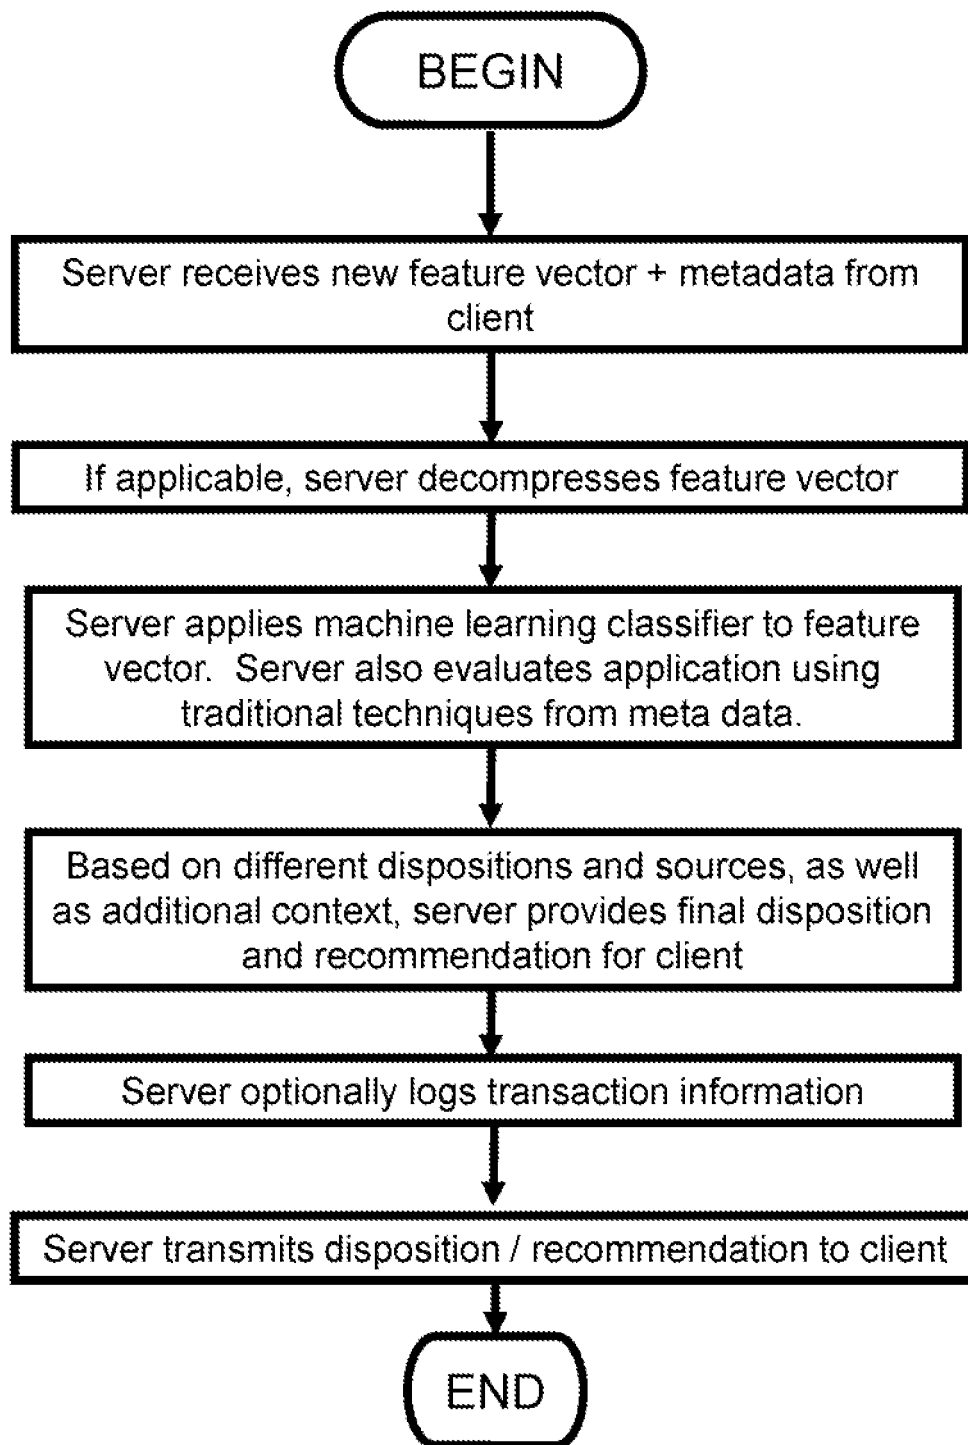 BEGIN
Server receives new feature vector + metadata from
client
If applicable, server decompresses feature vector
Server applies machine learning classifier to feature
vector.  Server also evaluates application using
traditional techniques from meta data.
Based on different dispositions and sources, as well
as additional context, server provides final disposition
and recommendation for client
Server optionally logs transaction information
Server transmits disposition / recommendation to client
END